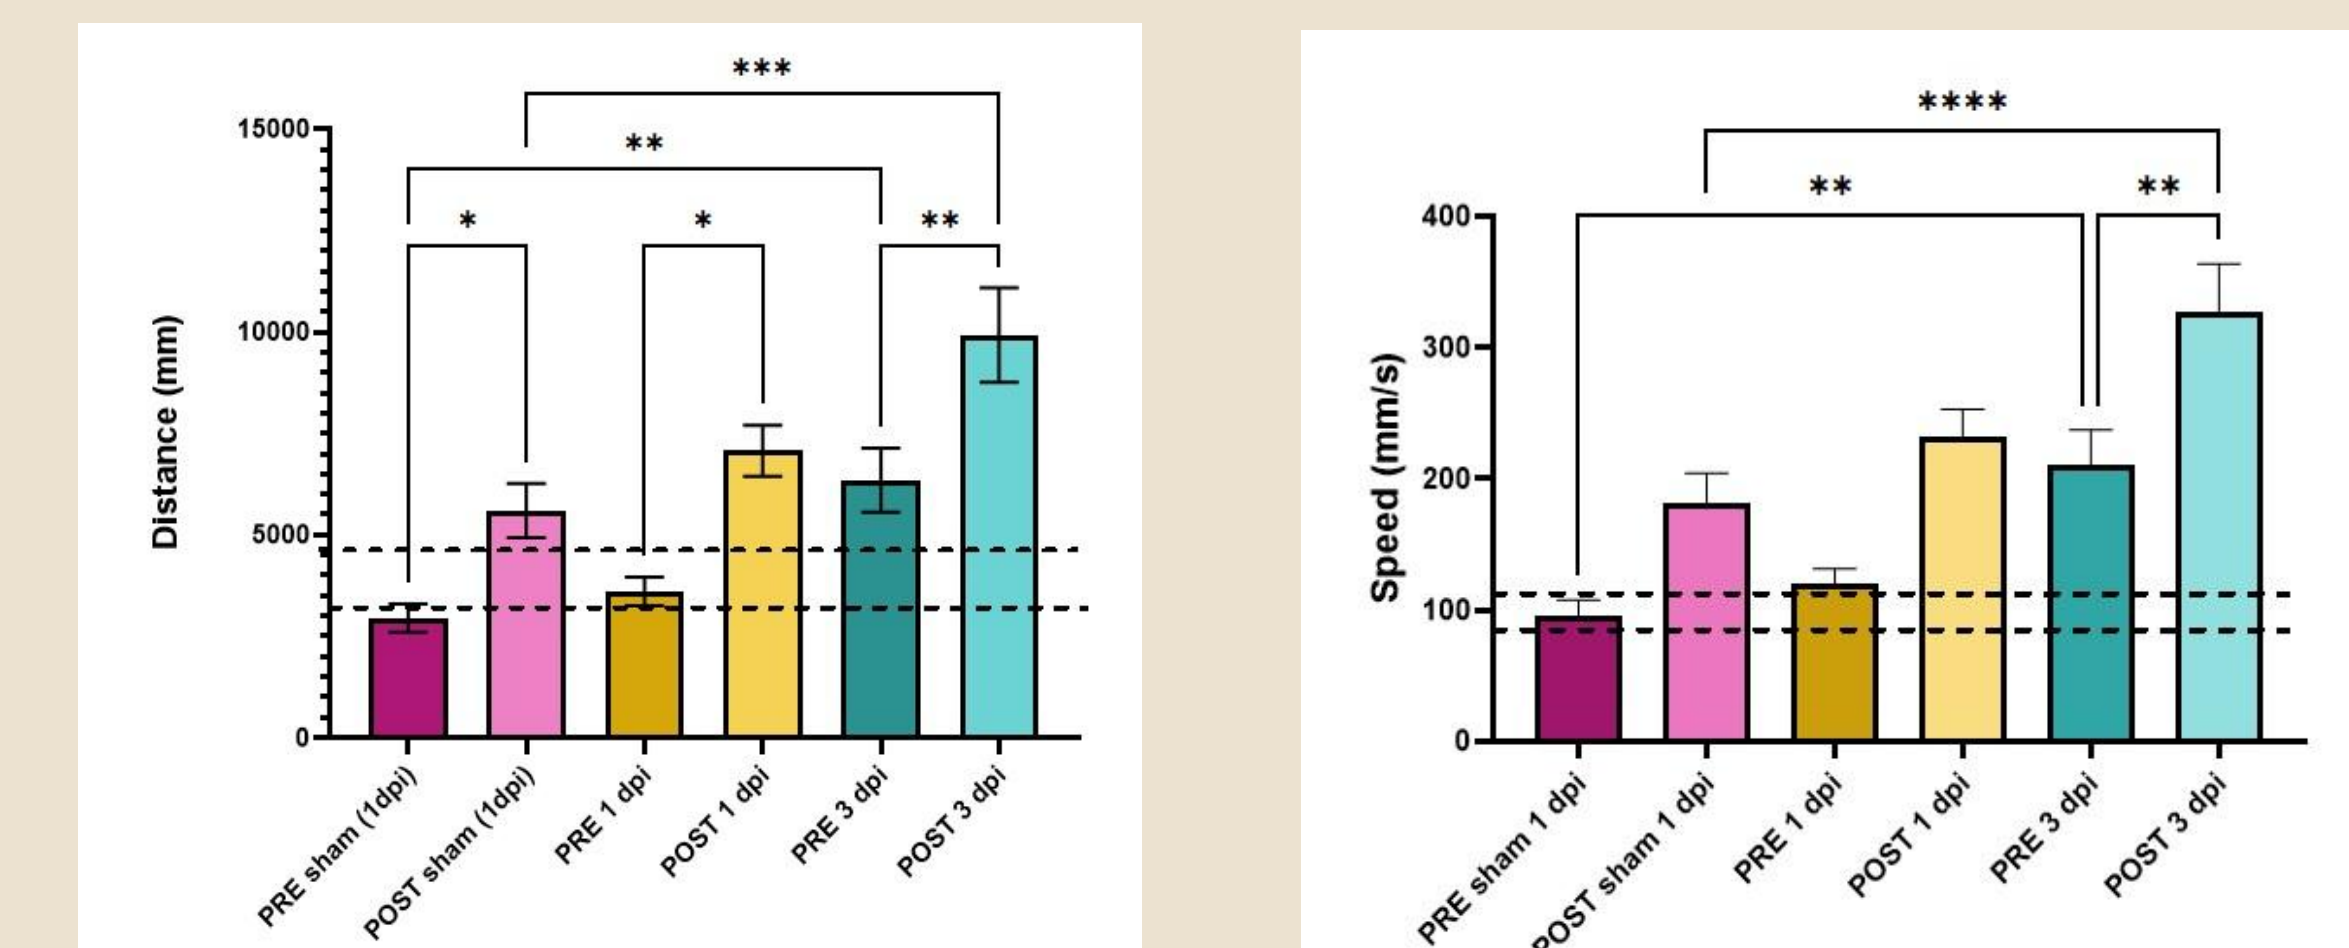 ***
15000
**
*
*
**
10000
Distance (mm)
5000
0
PRE sham (1dpi)
POST sham (1dpi)
PRE 1 dpi
POST 1 dpi
PRE 3 dpi
POST 3 dpi
****
**
**
400
300
Speed (mm/s)
200
100
0
PRE sham 1 dpi
POST sham 1 dpi
PRE 1 dpi
POST 1 dpi
PRE 3 dpi
POST 3 dpi